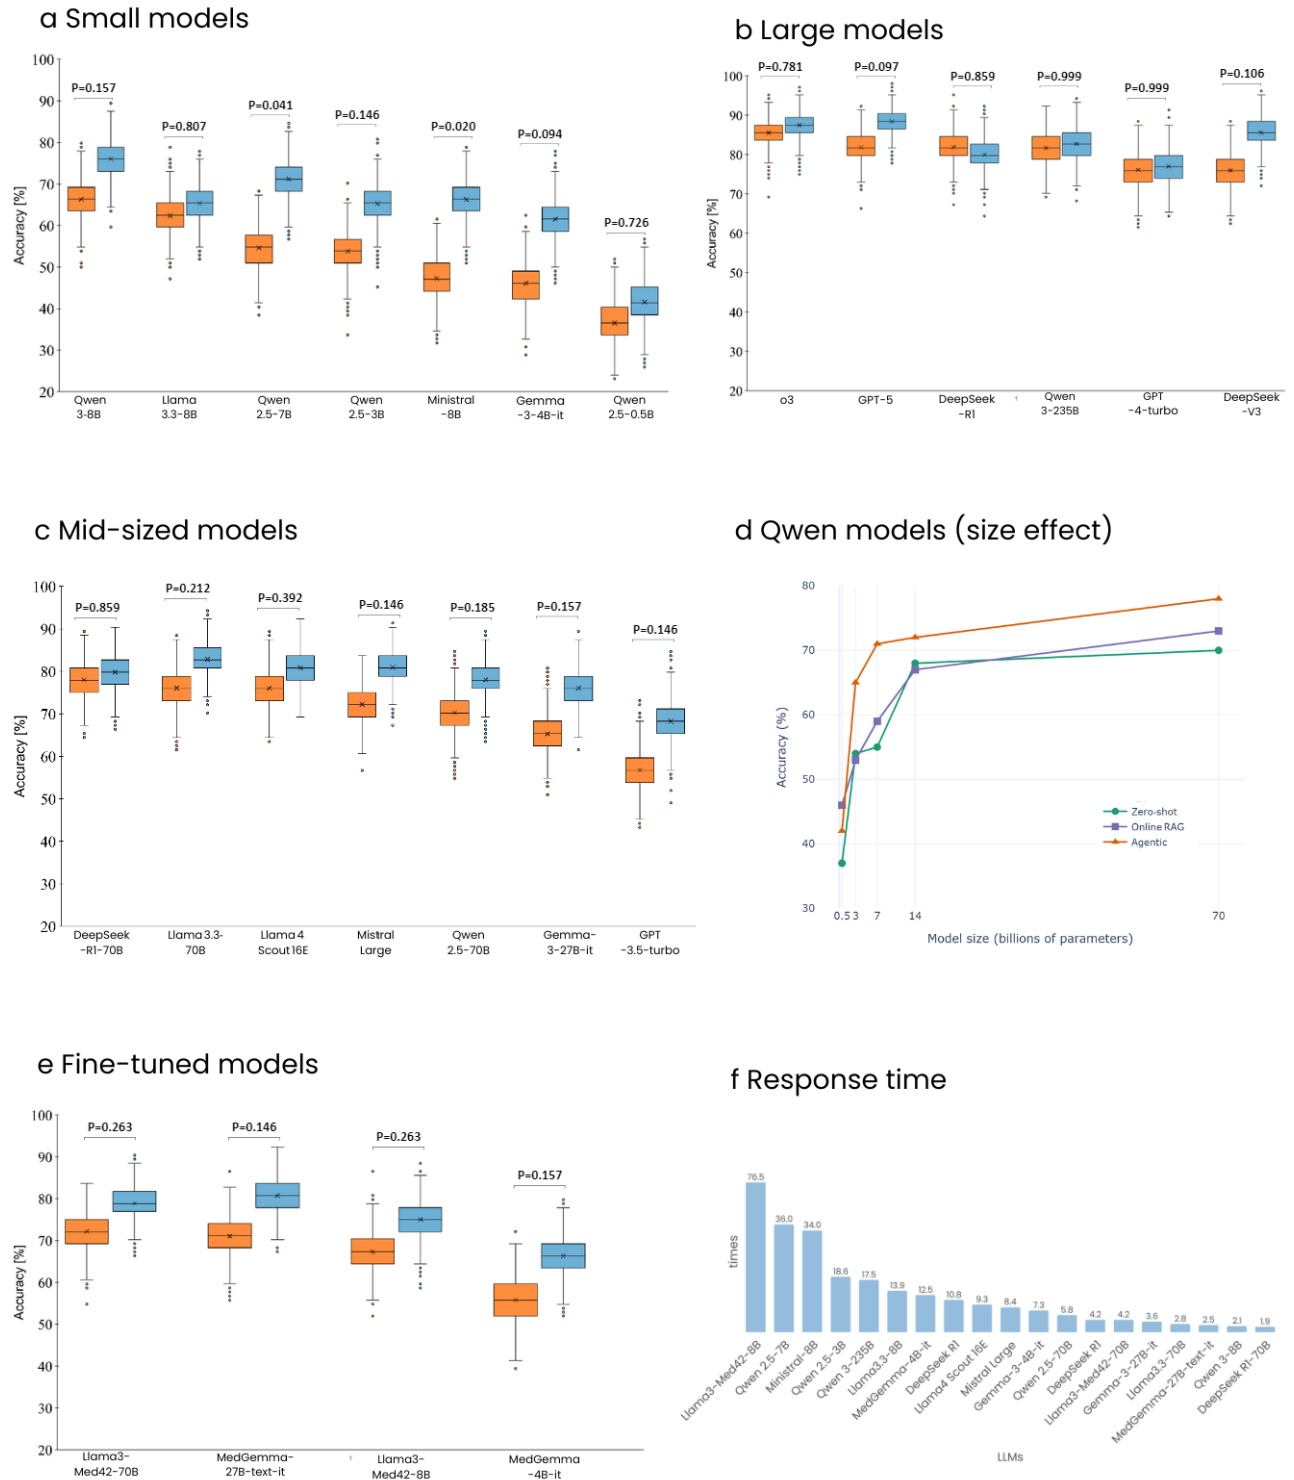 a Small models
Accuracy [%]
100
90
80
70
60
50
40
30
20
P=0.157
P=0.807
P=0.041
P=0.146
P=0.020
P=0.094
P=0.726
Qwen
3-8B
Llama
3.3-8B
Qwen
2.5-7B
Qwen
2.5-3B
Ministral
-8B
Gemma
-3-4B-it
Qwen
2.5-0.5B
b Large models
Accuracy [%]
100
90
80
70
60
50
40
30
20
P=0.781
P=0.097
P=0.859
P=0.999
P=0.999
P=0.106
o3
GPT-5
DeepSeek
-R1
Qwen
3-235B
GPT
-4-turbo
DeepSeek
-V3
c Mid-sized models
Accuracy [%]
100
90
80
70
60
50
40
30
20
P=0.859
P=0.212
P=0.392
P=0.146
P=0.185
P=0.157
P=0.146
DeepSeek
-R1-70B
Llama 3.3-
70B
Llama 4
Scout 16E
Mistral
Large
Qwen
2.5-70B
Gemma-
3-27B-it
GPT
-3.5-turbo
d Qwen models (size effect)
Accuracy (%)
80
70
60
50
40
30
0.5
3
7
14
70
Model size (billions of parameters)
Zero-shot
Online RAG
Agentic
e Fine-tuned models
Accuracy [%]
100
90
80
70
60
50
40
30
20
P=0.263
P=0.146
P=0.263
P=0.157
Llama3-
Med42-70B
MedGemma-
27B-text-it
Llama3-
Med42-8B
MedGemma
-4B-it
f Response time
times
76.5
36.0
34.0
18.6
17.5
13.9
12.5
10.8
9.3
8.4
7.3
5.8
4.2
4.2
3.6
2.8
2.5
2.1
1.9
Llama3-Med42-8B
Qwen 2.5-7B
Ministral-8B
Qwen 2.5-3B
Qwen 3-235B
Llama3.3-8B
MedGemma-4B-it
DeepSeek R1
Llama4 Scout 16E
Mistral Large
Gemma-3-4B-it
Qwen 2.5-70B
DeepSeek R1
Llama3-Med42-70B
Gemma-3-27B-it
Llama3.3-70B
MedGemma-27B-text-it
Qwen 3-8B
DeepSeek R1-70B
LLMs